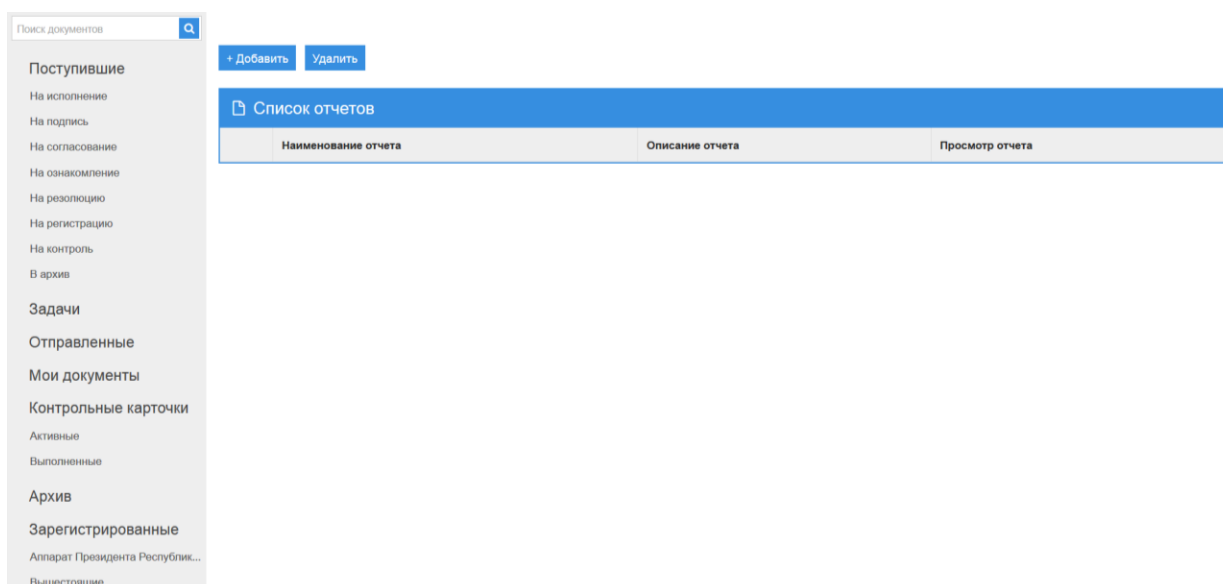 Поиск документов
Поступившие
На исполнение
На подпись
На согласование
На ознакомление
На резолюцию
На регистрацию
На контроль
В архив
Задачи
Отправленные
Мои документы
Контрольные карточки
Активные
Выполненные
Архив
Зарегистрированные
Аппарат Президента Республик...
Вышестоящие
+ Добавить Удалить
Список отчетов
Наименование отчета Описание отчета Просмотр отчета